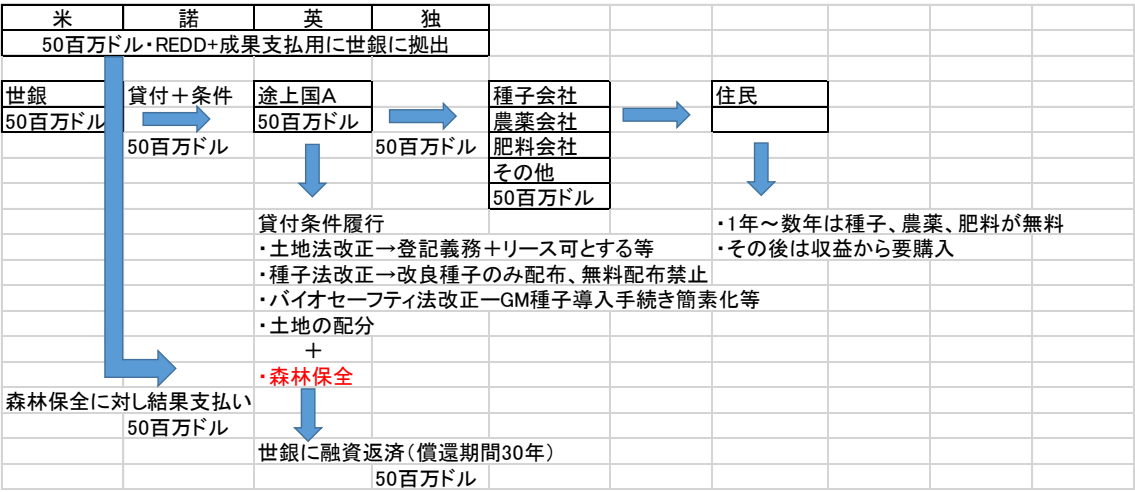 米 諾 英 独
50百万ドル・REDD+成果支払用に世銀に拠出
世銀 貸付＋条件 途上国A 種子会社 住民
50百万ドル 50百万ドル 農薬会社
50百万ドル 50百万ドル 肥料会社
その他
50百万ドル
貸付条件履行 ・1年～数年は種子、農薬、肥料が無料
・土地法改正→登記義務＋リース可とする等 ・その後は収益から要購入
・種子法改正→改良種子のみ配布、無料配布禁止
・バイオセーフティ法改正ーGM種子導入手続き簡素化等
・土地の配分
＋
・森林保全
森林保全に対し結果支払い
50百万ドル
世銀に融資返済（償還期間30年）
50百万ドル